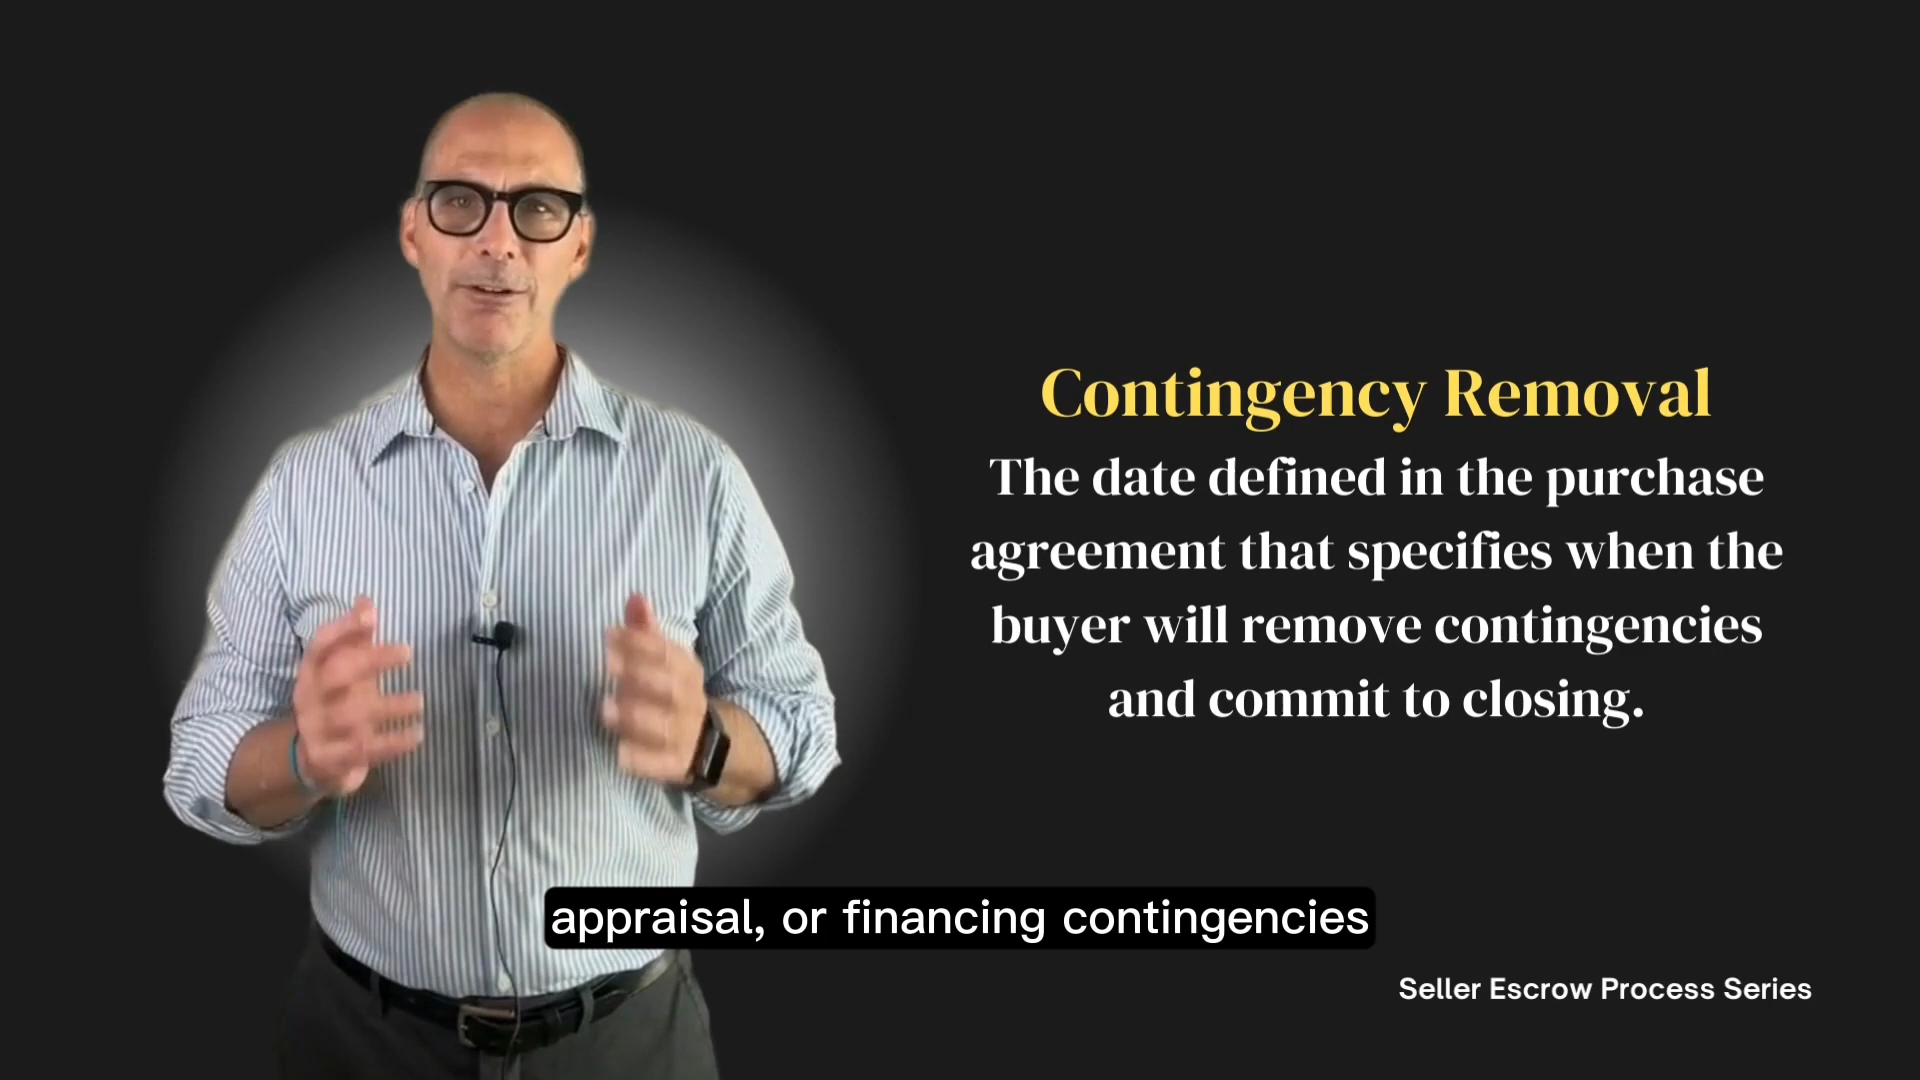 Contingency Removal
The date defined in the purchase
agreement that specifies when the
buyer will remove contingencies
and commit to closing.
appraisal, or financing contingencies
Seller Escrow Process Series